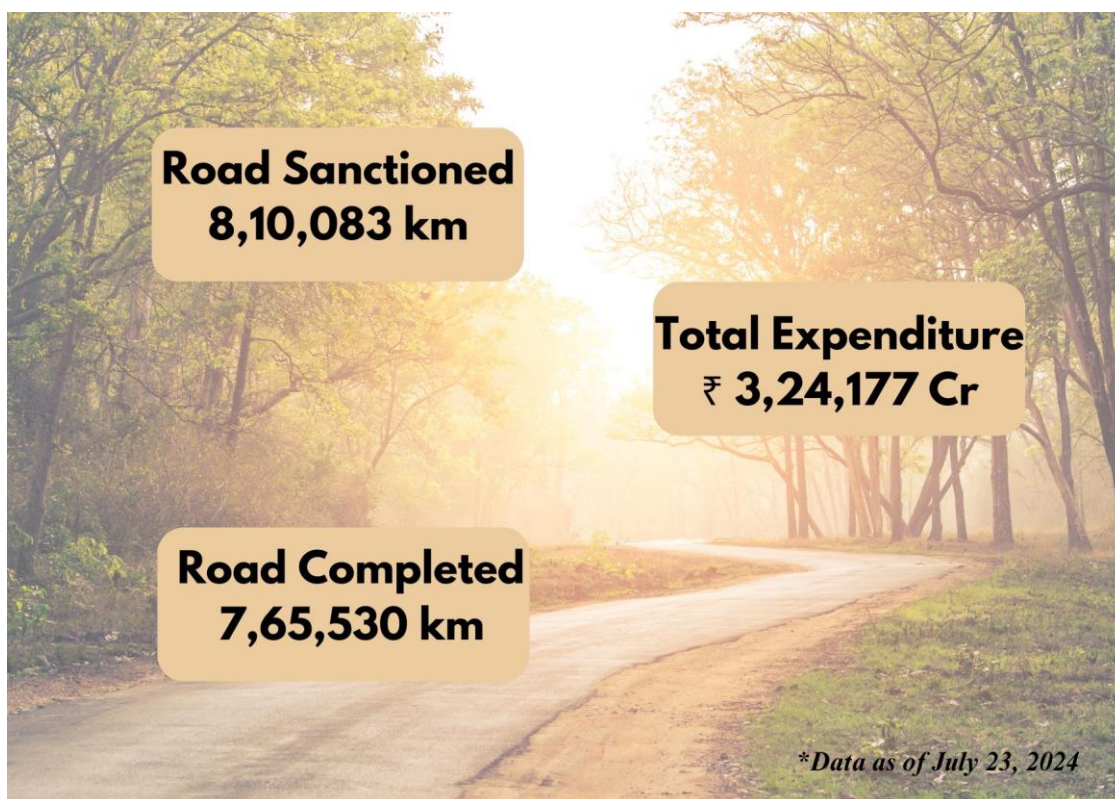 Road Sanctioned
8,10,083 km
Total Expenditure
₹ 3,24,177 Cr
Road Completed
7,65,530 km
*Data as of July 23, 2024